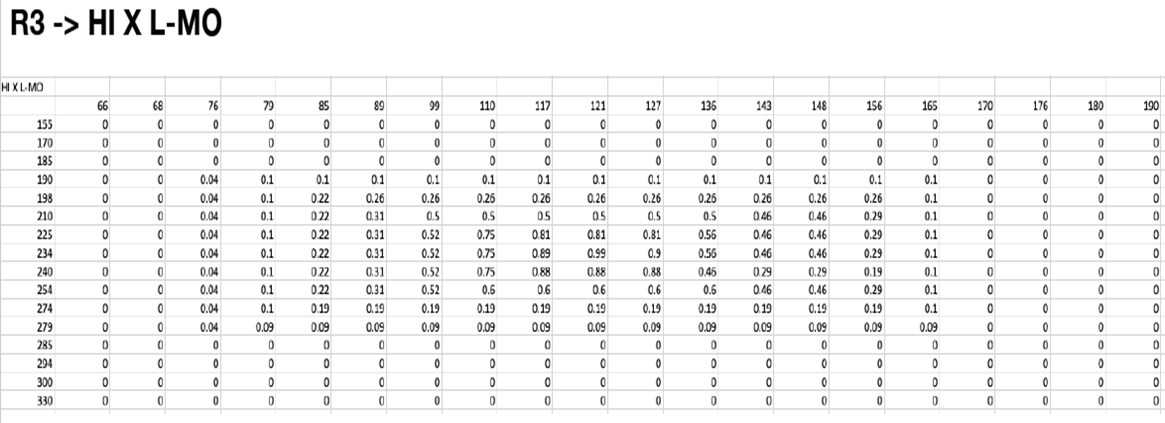 R3 -> HI X L-MO
HI X L-MO
66 68 76 79 85 89 99 110 117 121 127 136 143 148 156 165 170 176 180 190
155 0 0 0 0 0 0 0 0 0 0 0 0 0 0 0 0 0 0 0 0
170 0 0 0 0 0 0 0 0 0 0 0 0 0 0 0 0 0 0 0 0
185 0 0 0 0 0 0 0 0 0 0 0 0 0 0 0 0 0 0 0 0
190 0 0 0.04 0.1 0.1 0.1 0.1 0.1 0.1 0.1 0.1 0.1 0.1 0.1 0.1 0.1 0 0 0 0
198 0 0 0.04 0.1 0.22 0.26 0.26 0.26 0.26 0.26 0.26 0.26 0.26 0.26 0.26 0.1 0 0 0 0
210 0 0 0.04 0.1 0.22 0.31 0.5 0.5 0.5 0.5 0.5 0.5 0.46 0.46 0.29 0.1 0 0 0 0
225 0 0 0.04 0.1 0.22 0.31 0.52 0.75 0.81 0.81 0.81 0.56 0.46 0.46 0.29 0.1 0 0 0 0
234 0 0 0.04 0.1 0.22 0.31 0.52 0.75 0.89 0.99 0.9 0.56 0.46 0.46 0.29 0.1 0 0 0 0
240 0 0 0.04 0.1 0.22 0.31 0.52 0.75 0.88 0.88 0.88 0.46 0.29 0.29 0.19 0.1 0 0 0 0
254 0 0 0.04 0.1 0.22 0.31 0.52 0.6 0.6 0.6 0.6 0.6 0.46 0.46 0.29 0.1 0 0 0 0
274 0 0 0.04 0.1 0.19 0.19 0.19 0.19 0.19 0.19 0.19 0.19 0.19 0.19 0.19 0.1 0 0 0 0
279 0 0 0.04 0.09 0.09 0.09 0.09 0.09 0.09 0.09 0.09 0.09 0.09 0.09 0.09 0.09 0 0 0 0
285 0 0 0 0 0 0 0 0 0 0 0 0 0 0 0 0 0 0 0 0
294 0 0 0 0 0 0 0 0 0 0 0 0 0 0 0 0 0 0 0 0
300 0 0 0 0 0 0 0 0 0 0 0 0 0 0 0 0 0 0 0 0
330 0 0 0 0 0 0 0 0 0 0 0 0 0 0 0 0 0 0 0 0